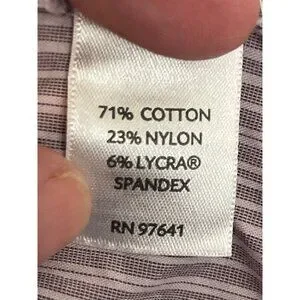 71% COTTON
23% NYLON
6% LYCRA®
SPANDEX
RN 97641